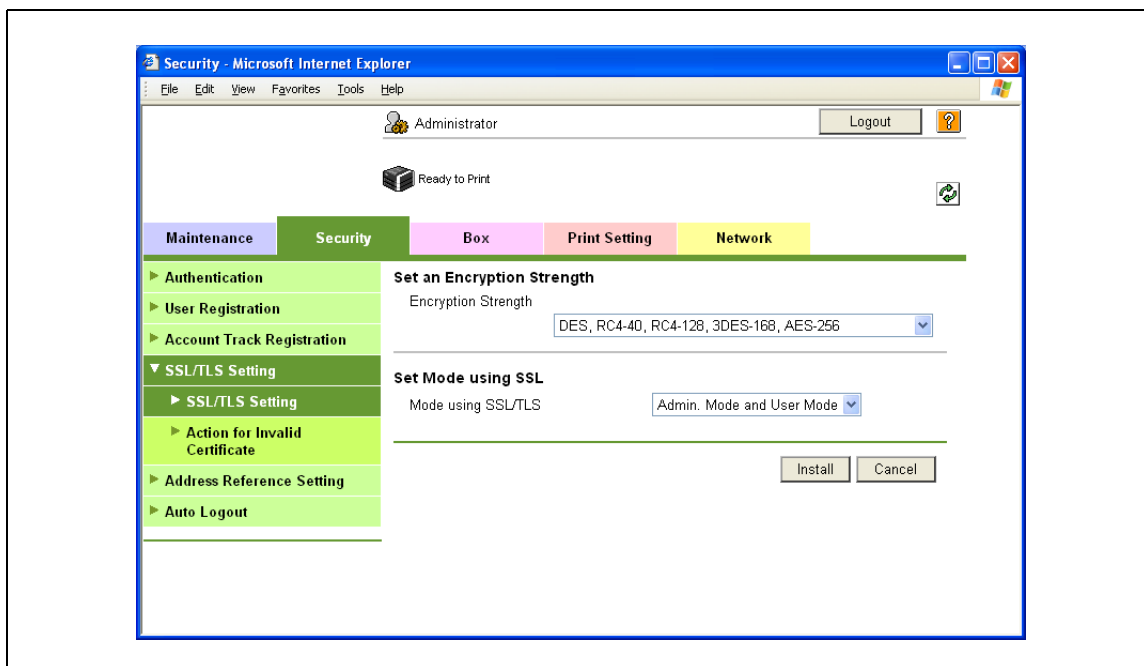 Security - Microsoft Internet Explorer
File Edit View Favorites Tools Help
Administrator
Logout
?
Ready to Print
Maintenance Security Box Print Setting Network
Authentication
User Registration
Account Track Registration
SSL/TLS Setting
SSL/TLS Setting
Action for Invalid
Certificate
Address Reference Setting
Auto Logout
Set an Encryption Strength
Encryption Strength
DES, RC4-40, RC4-128, 3DES-168, AES-256
Set Mode using SSL
Mode using SSL/TLS Admin. Mode and User Mode
Install Cancel